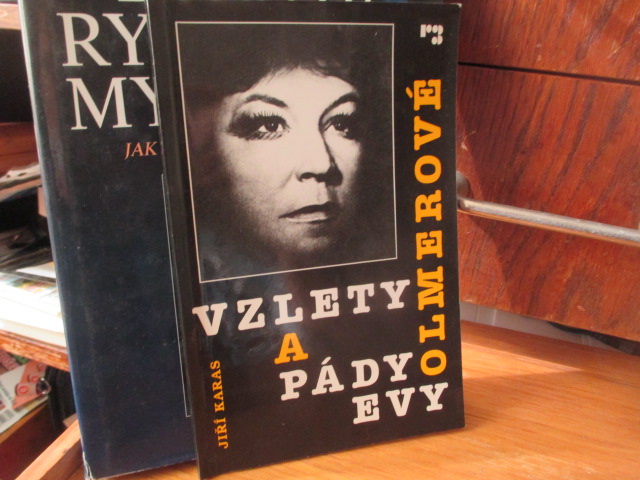 RY
MY
JAK
VZLETY
A
PÁDY
EVY
OLMEROVÉ
JIŘÍ KARAS